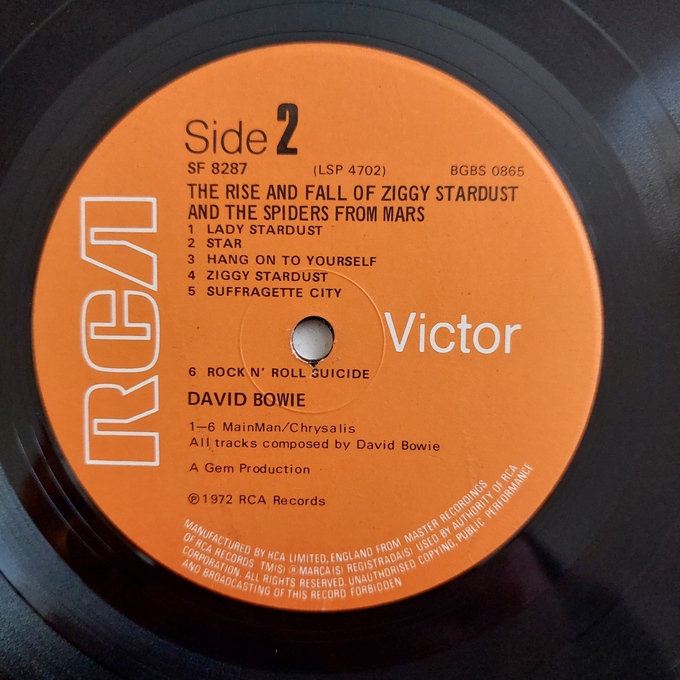 Side 2
SF 8287 (LSP 4702) BGBS 0865
THE RISE AND FALL OF ZIGGY STARDUST
AND THE SPIDERS FROM MARS
1 LADY STARDUST
2 STAR
3 HANG ON TO YOURSELF
4 ZIGGY STARDUST
5 SUFFRAGETTE CITY
RCA
Victor
6 ROCK N' ROLL SUICIDE
DAVID BOWIE
1–6 MainMan/Chrysalis
All tracks composed by David Bowie
A Gem Production
℗1972 RCA Records
MANUFACTURED BY RCA LIMITED, ENGLAND FROM MASTER RECORDINGS
OF RCA RECORDS TM(S) ® MARCA(S) REGISTRADA(S) USED BY AUTHORITY OF RCA
CORPORATION. ALL RIGHTS RESERVED. UNAUTHORISED COPYING, PUBLIC PERFORMANCE
AND BROADCASTING OF THIS RECORD FORBIDDEN